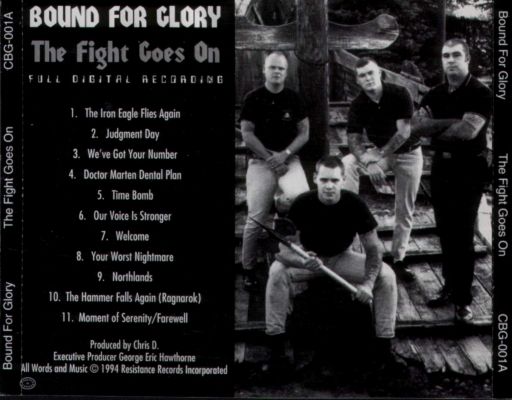 BOUND FOR GLORY
The Fight Goes On
FULL DIGITAL RECORDING
1. The Iron Eagle Flies Again
2. Judgment Day
3. We've Got Your Number
4. Doctor Marten Dental Plan
5. Time Bomb
6. Our Voice Is Stronger
7. Welcome
8. Your Worst Nightmare
9. Northlands
10. The Hammer Falls Again (Ragnarok)
11. Moment of Serenity/Farewell
Produced by Chris D.
Executive Producer George Eric Hawthorne
All Words and Music © 1994 Resistance Records Incorporated
Bound For Glory The Fight Goes On CBG-001A
Bound For Glory The Fight Goes On CBG-001A